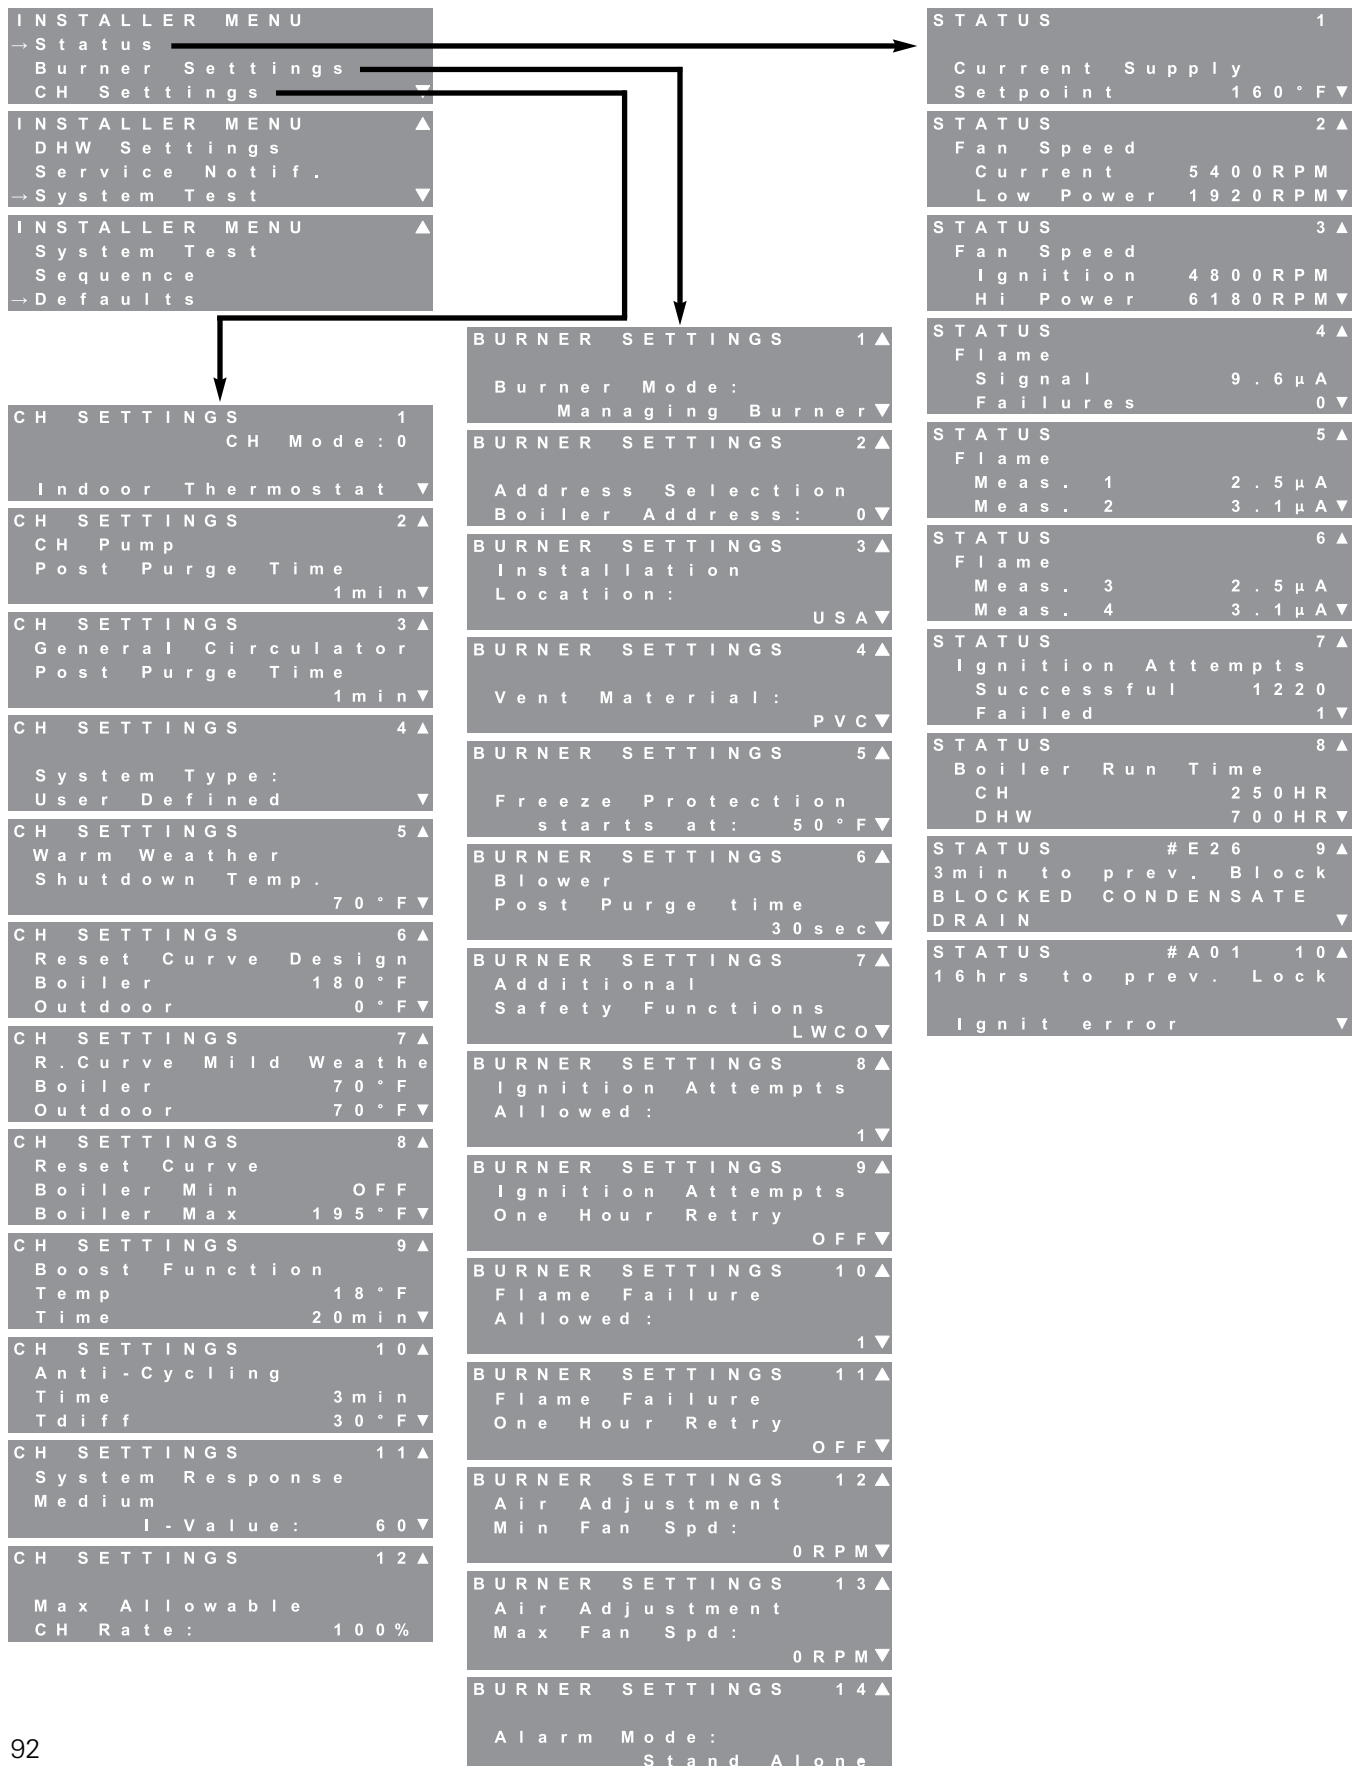 INSTALLER MENU
→Status
Burner Settings
CH Settings ▼
INSTALLER MENU ▲
DHW Settings
Service Notif.
→System Test ▼
INSTALLER MENU ▲
System Test
Sequence
→Defaults
CH SETTINGS 1
CH Mode:0
Indoor Thermostat ▼
CH SETTINGS 2▲
CH Pump
Post Purge Time
1min▼
CH SETTINGS 3▲
General Circulator
Post Purge Time
1min▼
CH SETTINGS 4▲
System Type:
User Defined ▼
CH SETTINGS 5▲
Warm Weather
Shutdown Temp.
70°F▼
CH SETTINGS 6▲
Reset Curve Design
Boiler 180°F
Outdoor 0°F▼
CH SETTINGS 7▲
R.Curve Mild Weathe
Boiler 70°F
Outdoor 70°F▼
CH SETTINGS 8▲
Reset Curve
Boiler Min OFF
Boiler Max 195°F▼
CH SETTINGS 9▲
Boost Function
Temp 18°F
Time 20min▼
CH SETTINGS 10▲
Anti-Cycling
Time 3min
Tdiff 30°F▼
CH SETTINGS 11▲
System Response
Medium
I-Value: 60▼
CH SETTINGS 12▲
Max Allowable
CH Rate: 100%
BURNER SETTINGS 1▲
Burner Mode:
Managing Burner▼
BURNER SETTINGS 2▲
Address Selection
Boiler Address: 0▼
BURNER SETTINGS 3▲
Installation
Location:
USA▼
BURNER SETTINGS 4▲
Vent Material:
PVC▼
BURNER SETTINGS 5▲
Freeze Protection
starts at: 50°F▼
BURNER SETTINGS 6▲
Blower
Post Purge time
30sec▼
BURNER SETTINGS 7▲
Additional
Safety Functions
LWCO▼
BURNER SETTINGS 8▲
Ignition Attempts
Allowed:
1▼
BURNER SETTINGS 9▲
Ignition Attempts
One Hour Retry
OFF▼
BURNER SETTINGS 10▲
Flame Failure
Allowed:
1▼
BURNER SETTINGS 11▲
Flame Failure
One Hour Retry
OFF▼
BURNER SETTINGS 12▲
Air Adjustment
Min Fan Spd:
0RPM▼
BURNER SETTINGS 13▲
Air Adjustment
Max Fan Spd:
0RPM▼
BURNER SETTINGS 14▲
Alarm Mode:
Stand Alone
STATUS 1
Current Supply
Setpoint 160°F▼
STATUS 2▲
Fan Speed
Current 5400RPM
Low Power 1920RPM▼
STATUS 3▲
Fan Speed
Ignition 4800RPM
Hi Power 6180RPM▼
STATUS 4▲
Flame
Signal 9.6µA
Failures 0▼
STATUS 5▲
Flame
Meas. 1 2.5µA
Meas. 2 3.1µA▼
STATUS 6▲
Flame
Meas. 3 2.5µA
Meas. 4 3.1µA▼
STATUS 7▲
Ignition Attempts
Successful 1220
Failed 1▼
STATUS 8▲
Boiler Run Time
CH 250HR
DHW 700HR▼
STATUS #E26 9▲
3min to prev. Block
BLOCKED CONDENSATE
DRAIN ▼
STATUS #A01 10▲
16hrs to prev. Lock
Ignit error ▼
92